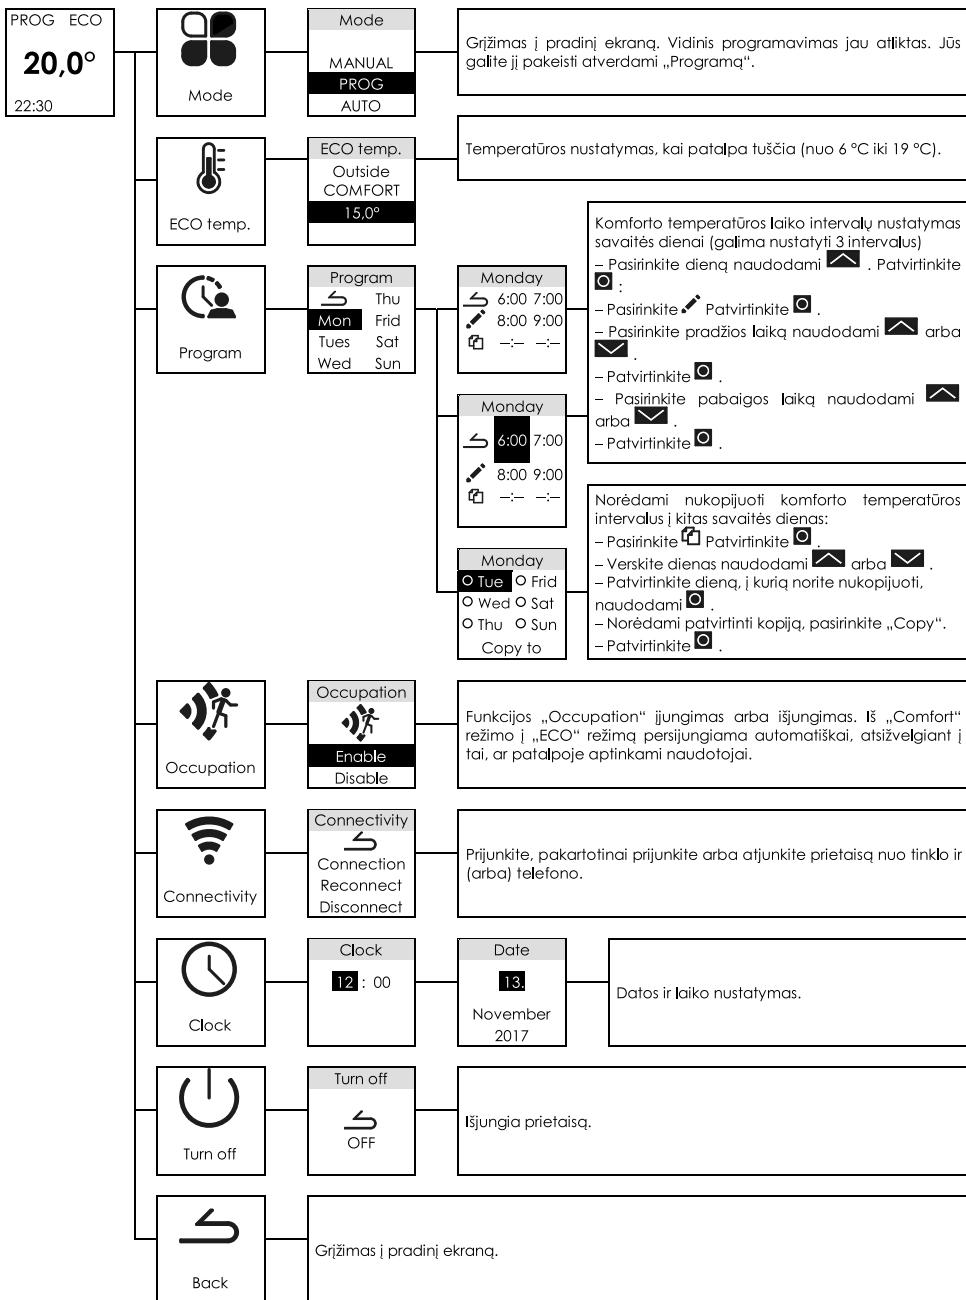 PROG ECO
20,0°
22:30
Mode
Mode
MANUAL
PROG
AUTO
Grįžimas į pradinį ekraną. Vidinis programavimas jau atliktas. Jūs
galite jį pakeisti atverdami „Programą“.
ECO temp.
ECO temp.
Outside
COMFORT
15,0°
Temperatūros nustatymas, kai patalpa tuščia (nuo 6 °C iki 19 °C).
Program
Program
Thu
Mon Frid
Tues Sat
Wed Sun
Monday
6:00 7:00
8:00 9:00
–:– –:–
Monday
6:00 7:00
8:00 9:00
–:– –:–
Komforto temperatūros laiko intervalų nustatymas
savaitės dienai (galima nustatyti 3 intervalus)
– Pasirinkite dieną naudodami . Patvirtinkite
:
– Pasirinkite Patvirtinkite .
– Pasirinkite pradžios laiką naudodami arba
.
– Patvirtinkite .
– Pasirinkite pabaigos laiką naudodami
arba .
– Patvirtinkite .
Monday
Tue Frid
Wed Sat
Thu Sun
Copy to
Norėdami nukopijuoti komforto temperatūros
intervalus į kitas savaitės dienas:
– Pasirinkite Patvirtinkite .
– Verskite dienas naudodami arba .
– Patvirtinkite dieną, į kurią norite nukopijuoti,
naudodami .
– Norėdami patvirtinti kopiją, pasirinkite „Copy“.
– Patvirtinkite .
Occupation
Occupation
Enable
Disable
Funkcijos „Occupation“ įjungimas arba išjungimas. Iš „Comfort“
režimo į „ECO“ režimą persijungiama automatiškai, atsižvelgiant į
tai, ar patalpoje aptinkami naudotojai.
Connectivity
Connectivity
Connection
Reconnect
Disconnect
Prijunkite, pakartotinai prijunkite arba atjunkite prietaisą nuo tinklo ir
(arba) telefono.
Clock
Clock
12 : 00
Date
13.
November
2017
Datos ir laiko nustatymas.
Turn off
Turn off
OFF
Išjungia prietaisą.
Back
Grįžimas į pradinį ekraną.